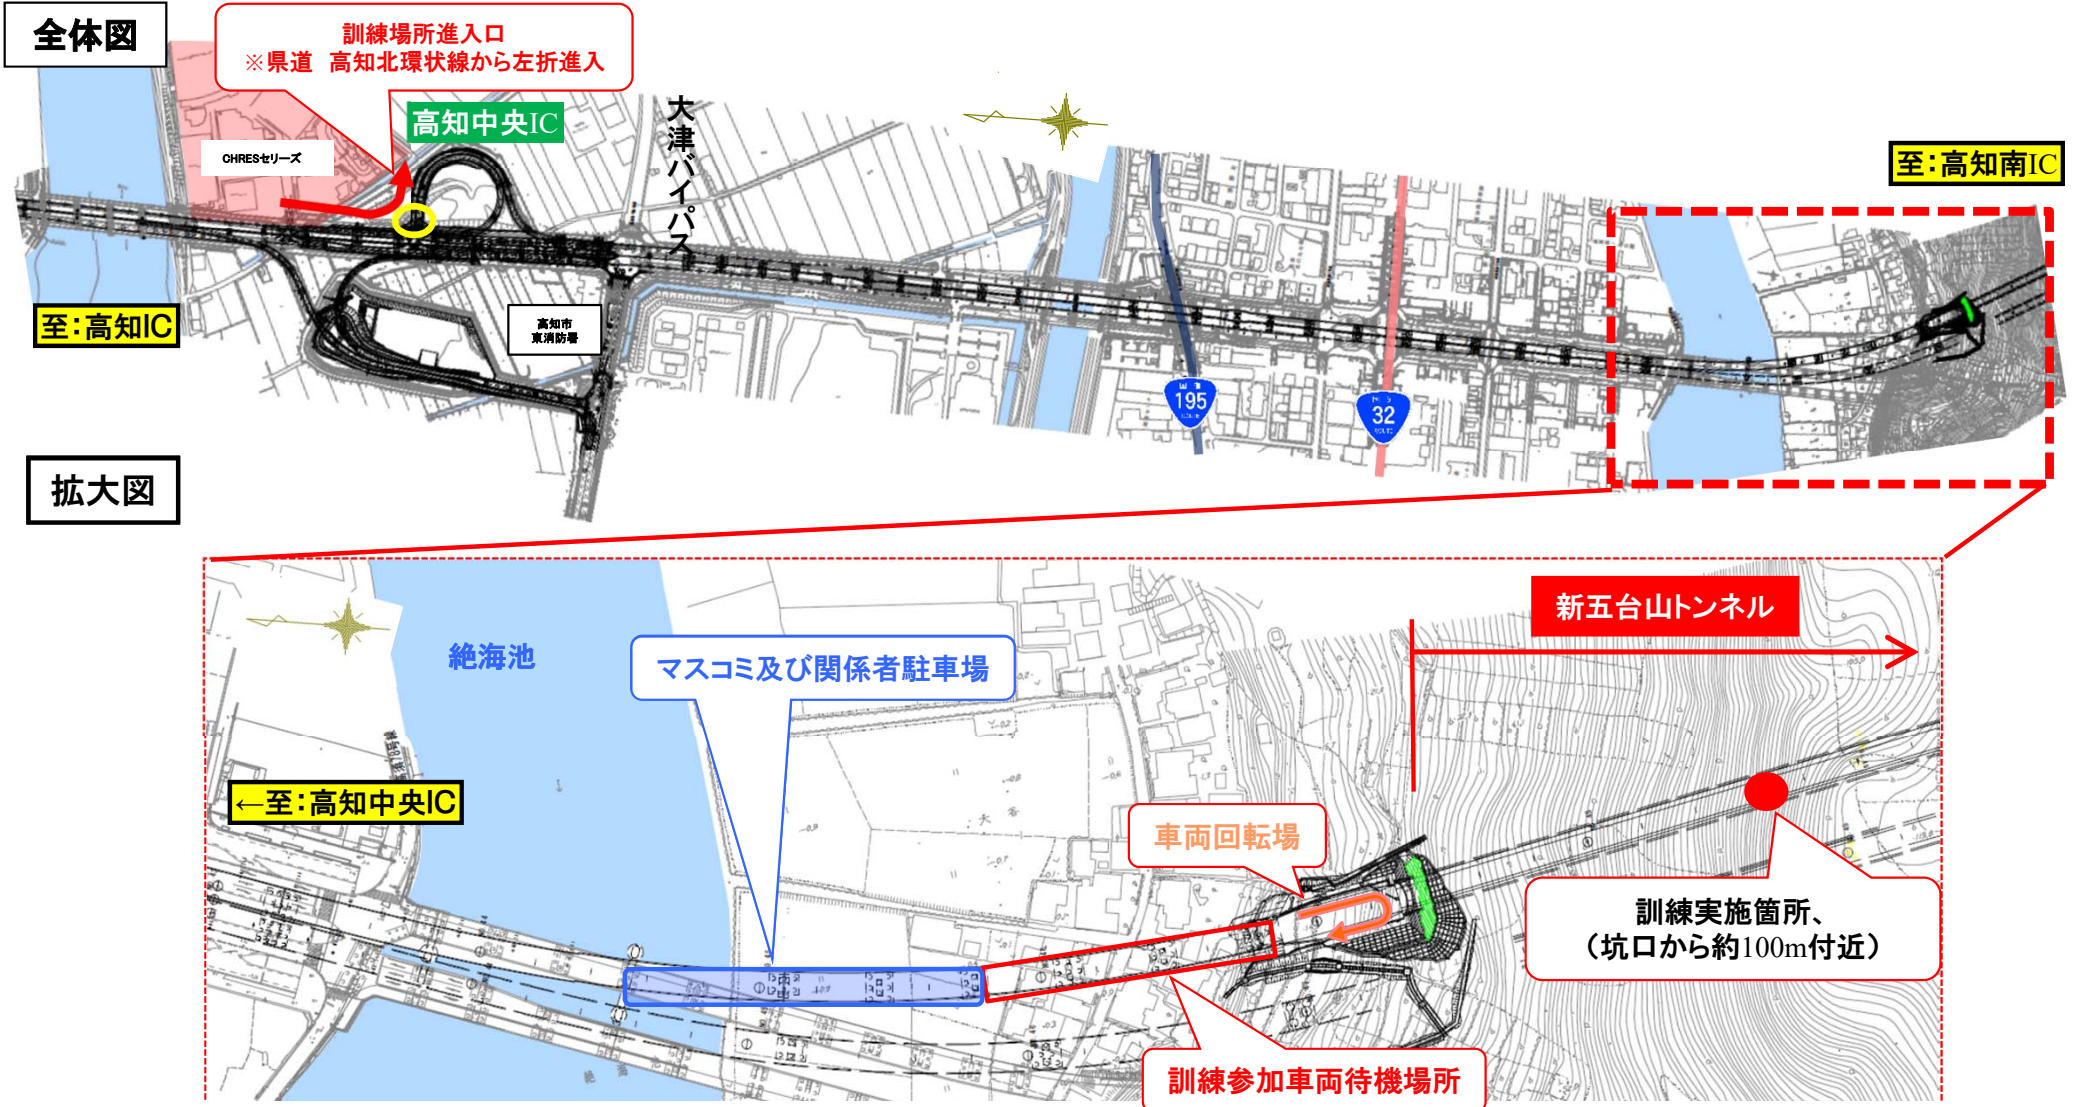 全体図
訓練場所進入口
※県道 高知北環状線から左折進入
高知中央IC
CHRESセリーズ
大津バイパス
至：高知南IC
至：高知IC
高知市
東消防署
195
32
拡大図
新五台山トンネル
絶海池
マスコミ及び関係者駐車場
←至：高知中央IC
車両回転場
訓練実施箇所、
（坑口から約100m付近）
訓練参加車両待機場所